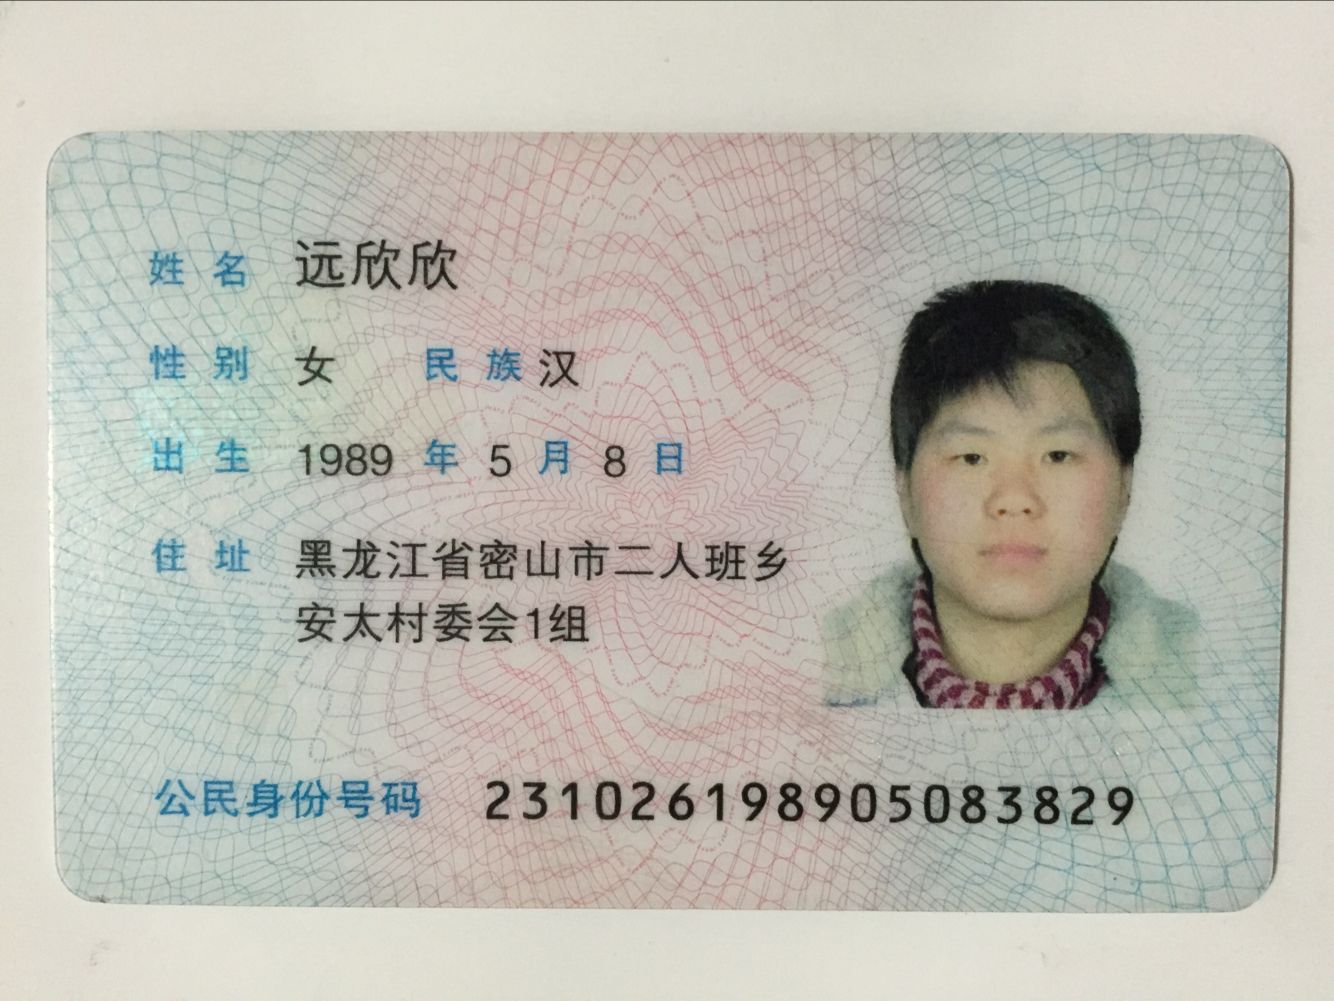 姓名 远欣欣
性别 女 民族 汉
出生 1989 年 5 月 8 日
住址 黑龙江省密山市二人班乡
安太村委会1组
公民身份号码 231026198905083829